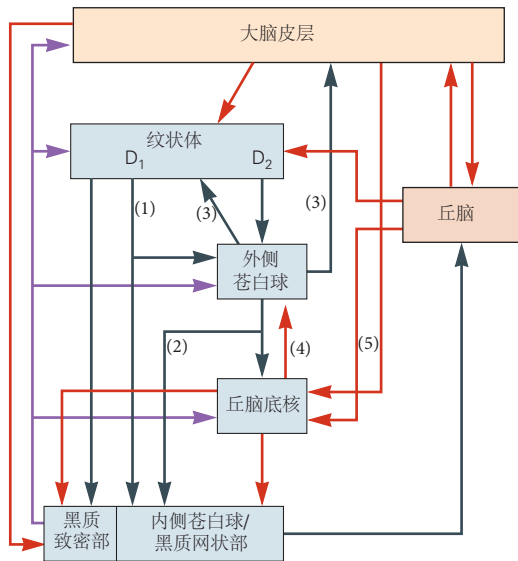 大脑皮层
纹状体
D₁ D₂
(1)
(3)
(3)
丘脑
外侧
苍白球
(2)
(4)
(5)
丘脑底核
黑质
致密部
内侧苍白球/
黑质网状部